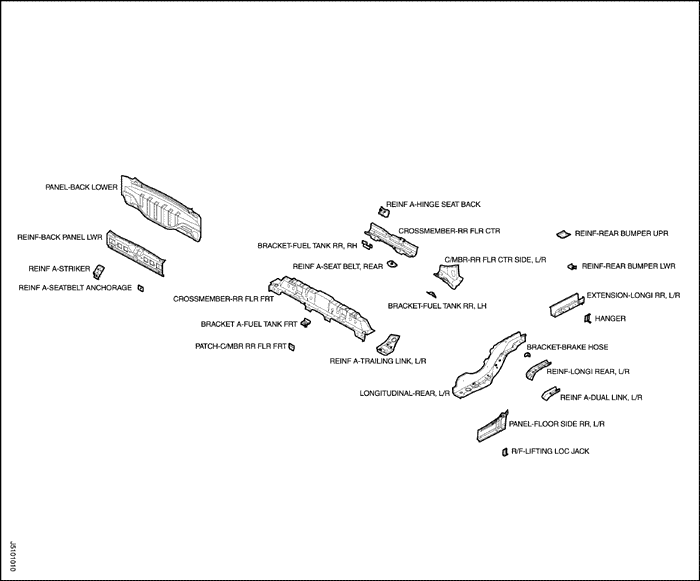 REINF A-HINGE SEAT BACK
PANEL-BACK LOWER
CROSSMEMBER-RR FLR CTR
REINF-REAR BUMPER UPR
REINF-BACK PANEL LWR
BRACKET-FUEL TANK RR, RH
C/MBR-RR FLR CTR SIDE, L/R
REINF A-SEAT BELT, REAR
REINF-REAR BUMPER LWR
REINF A-STRIKER
REINF A-SEATBELT ANCHORAGE
CROSSMEMBER-RR FLR FRT
EXTENSION-LONGI RR, L/R
BRACKET-FUEL TANK RR, LH
HANGER
BRACKET A-FUEL TANK FRT
PATCH-C/MBR RR FLR FRT
BRACKET-BRAKE HOSE
REINF A-TRAILING LINK, L/R
REINF-LONGI REAR, L/R
LONGITUDINAL-REAR, L/R
REINF A-DUAL LINK, L/R
PANEL-FLOOR SIDE RR, L/R
R/F-LIFTING LOC JACK
J5101010